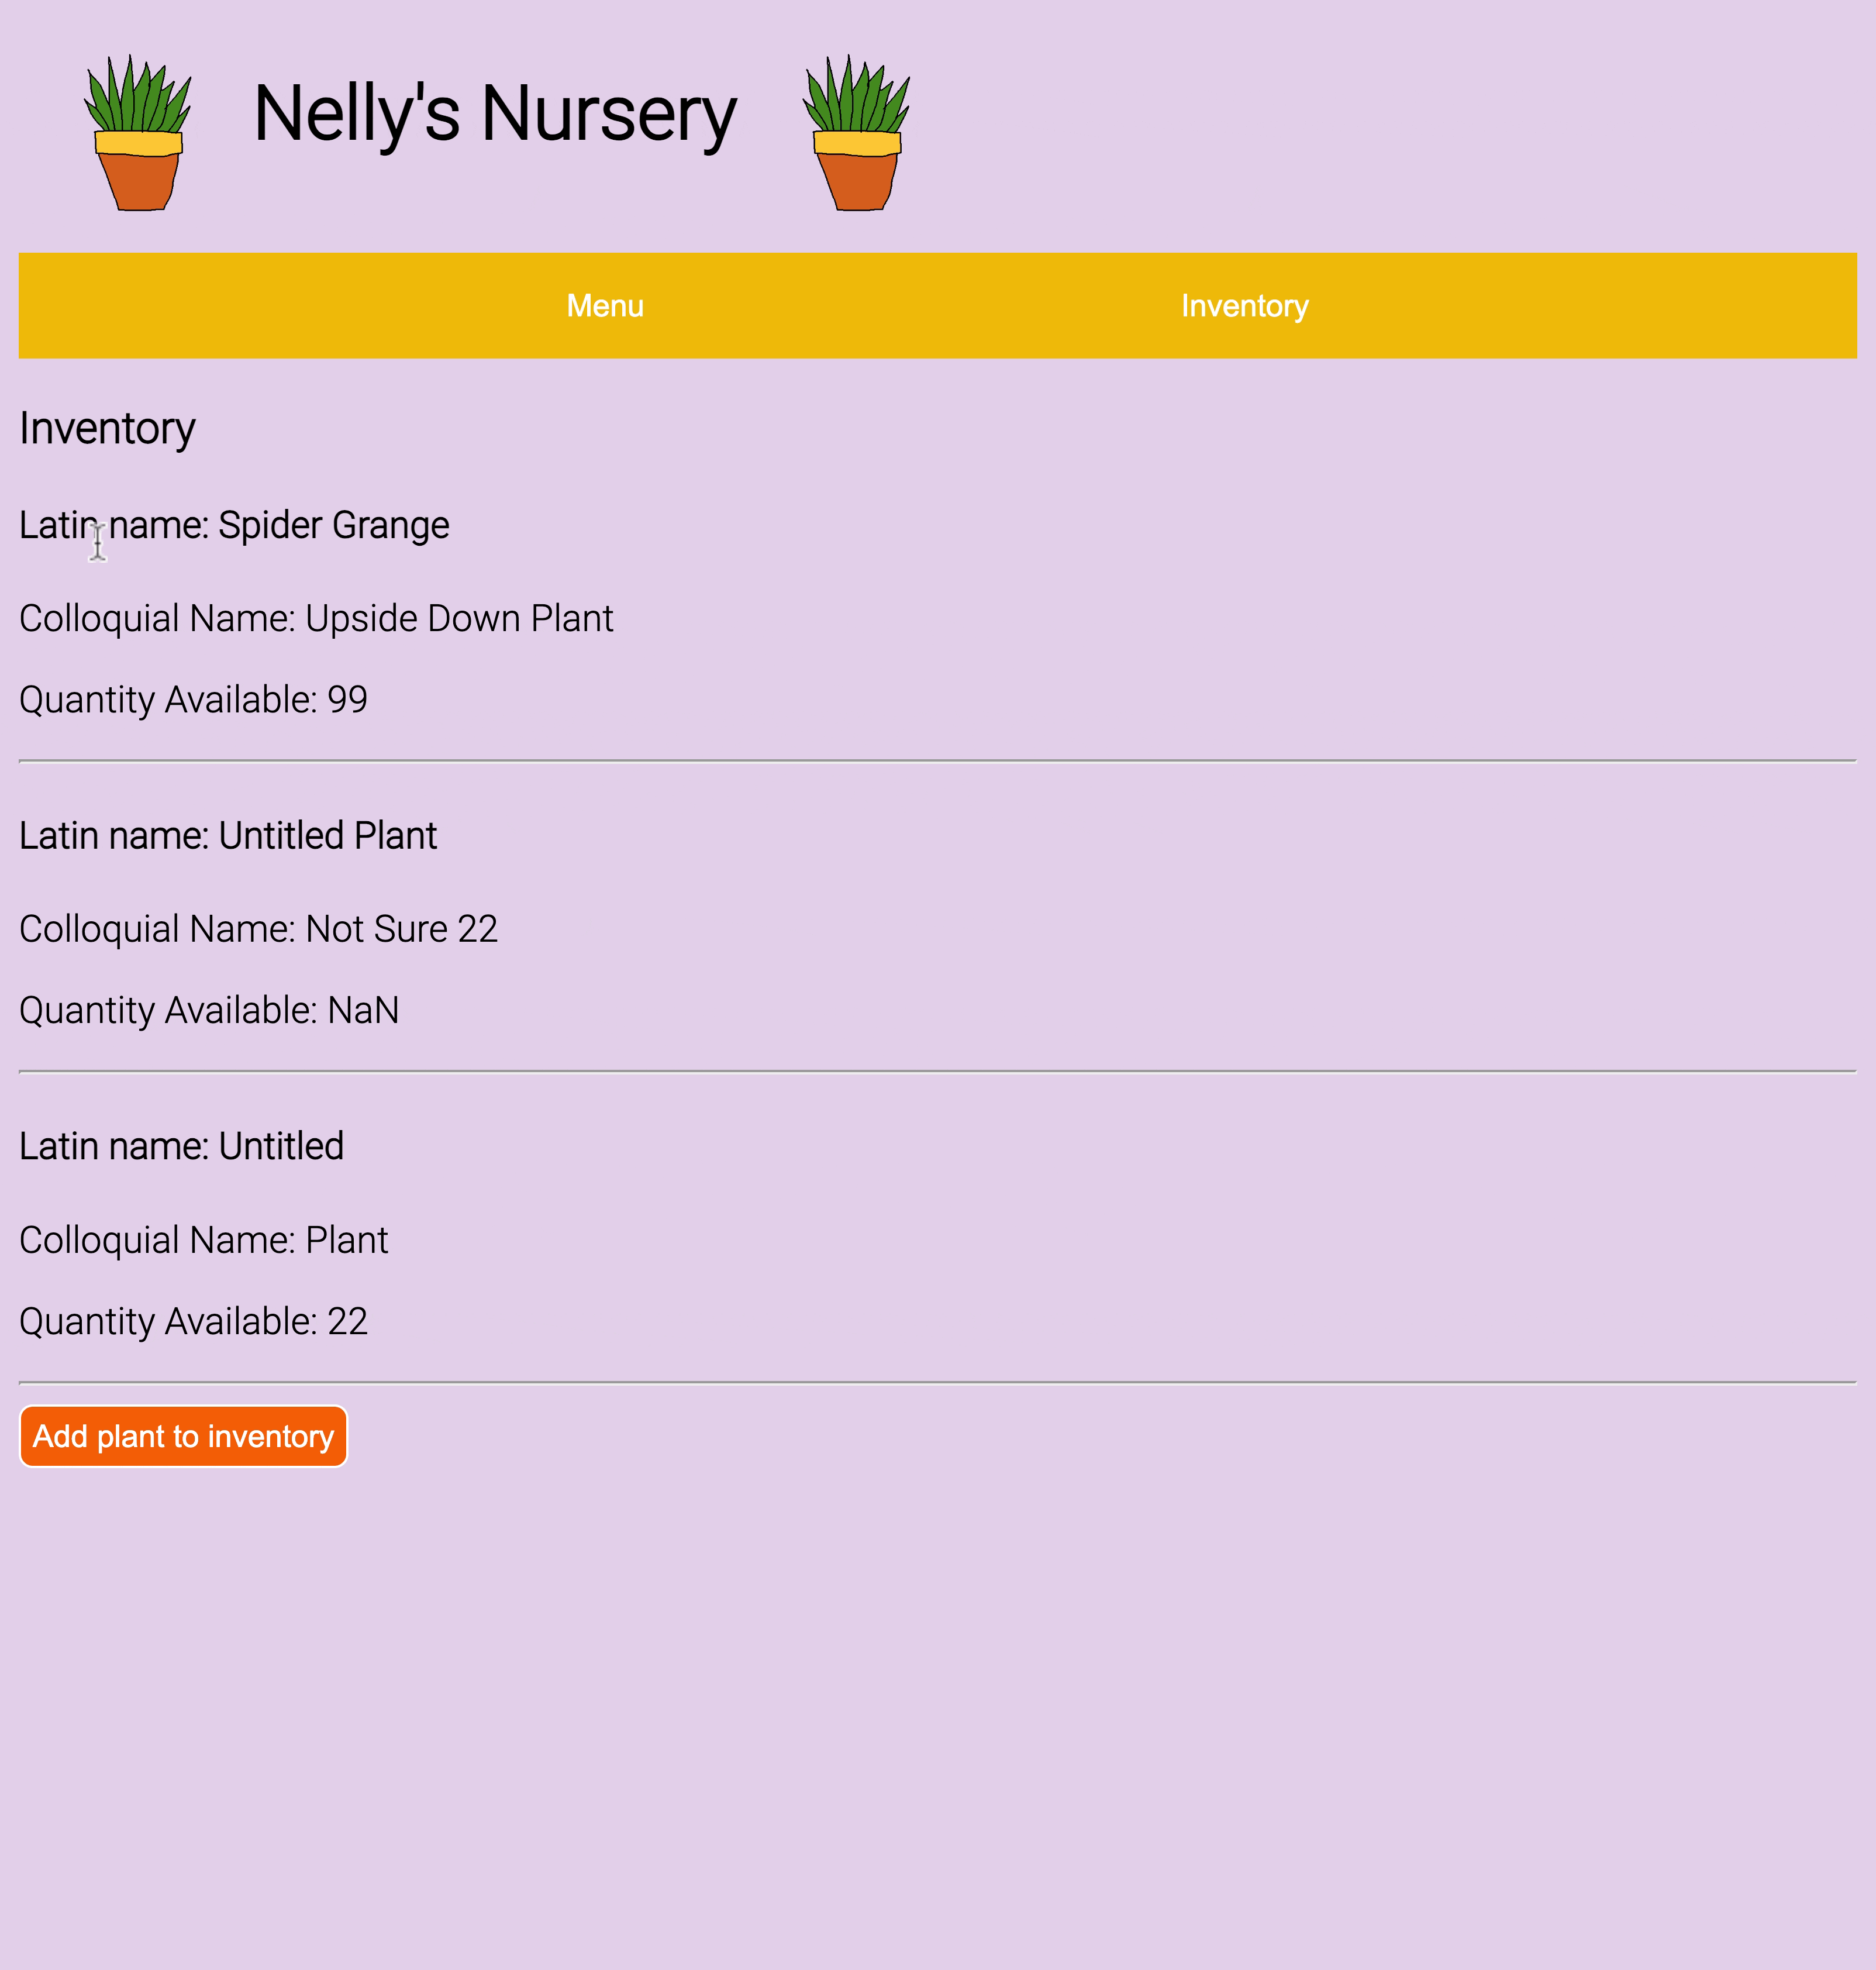 Nelly's Nursery
Menu Inventory
Inventory
Latin name: Spider Grange
Colloquial Name: Upside Down Plant
Quantity Available: 99
Latin name: Untitled Plant
Colloquial Name: Not Sure 22
Quantity Available: NaN
Latin name: Untitled
Colloquial Name: Plant
Quantity Available: 22
Add plant to inventory